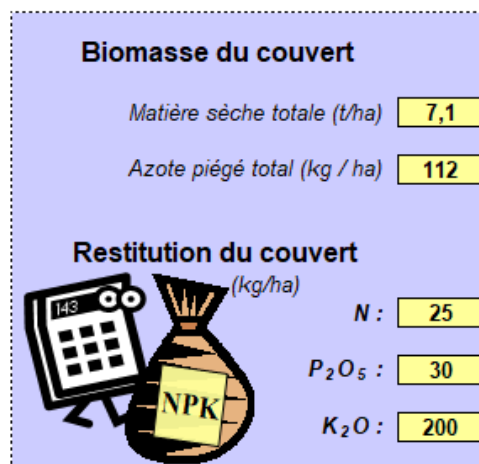 Biomasse du couvert
Matière sèche totale (t/ha) 7,1
Azote piégé total (kg / ha) 112
Restitution du couvert
(kg/ha)
143
N : 25
P₂O₅ : 30
NPK
K₂O : 200